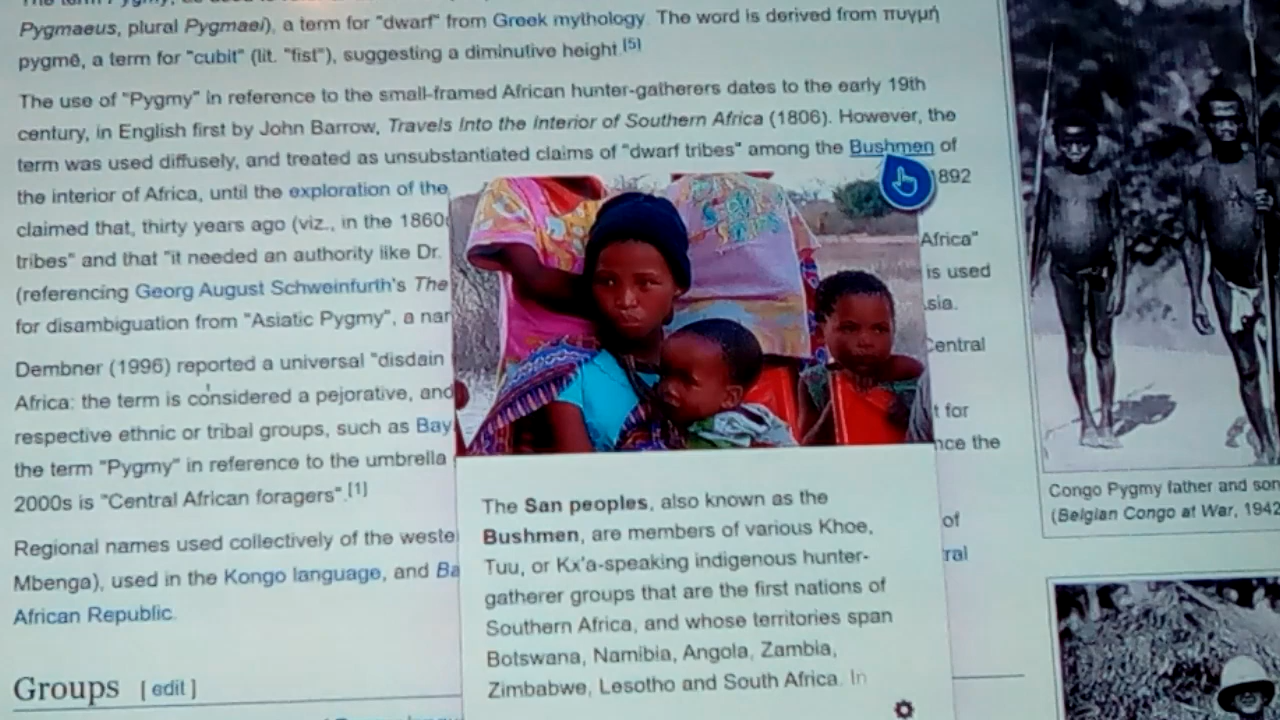 Pygmaeus, plural Pygmaei), a term for "dwarf" from Greek mythology. The word is derived from πυγμή
pygmē, a term for "cubit" (lit. "fist"), suggesting a diminutive height.[5]
The use of "Pygmy" in reference to the small-framed African hunter-gatherers dates to the early 19th
century, in English first by John Barrow, Travels Into the Interior of Southern Africa (1806). However, the
term was used diffusely, and treated as unsubstantiated claims of "dwarf tribes" among the Bushmen of
the interior of Africa, until the exploration of the
892
claimed that, thirty years ago (viz., in the 1860
tribes" and that "it needed an authority like Dr.
Africa"
(referencing Georg August Schweinfurth's The
is used
for disambiguation from "Asiatic Pygmy", a nar
sia.
Dembner (1996) reported a universal "disdain
Central
Africa: the term is considered a pejorative, and
respective ethnic or tribal groups, such as Bay
t for
the term "Pygmy" in reference to the umbrella
nce the
2000s is "Central African foragers".[1]
Regional names used collectively of the weste
of
Mbenga), used in the Kongo language, and Ba
ral
African Republic.
Groups [ edit ]
The San peoples, also known as the
Bushmen, are members of various Khoe,
Tuu, or Kxʼa-speaking indigenous hunter-
gatherer groups that are the first nations of
Southern Africa, and whose territories span
Botswana, Namibia, Angola, Zambia,
Zimbabwe, Lesotho and South Africa. In
Congo Pygmy father and son
(Belgian Congo at War, 1942